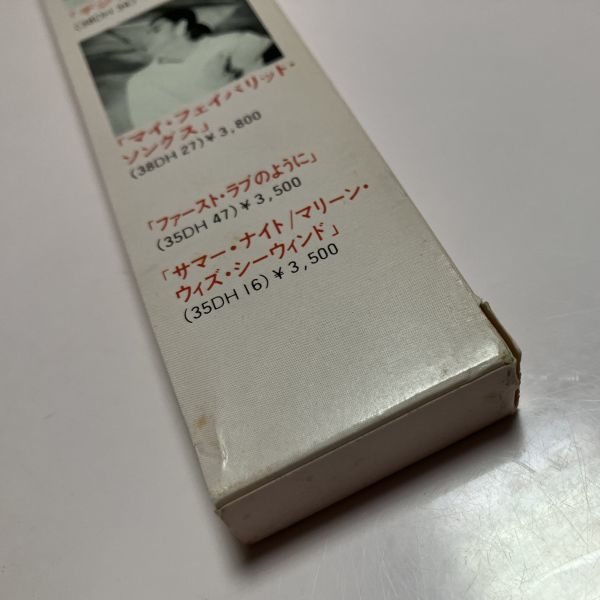 「マイ・フェイバリット・
ソングス」
(38DH 27)¥3,800
「ファースト・ラブのように」
(35DH 47)¥3,500
「サマー・ナイト/マリーン・
ウィズ・シーウィンド」
(35DH 16)¥3,500